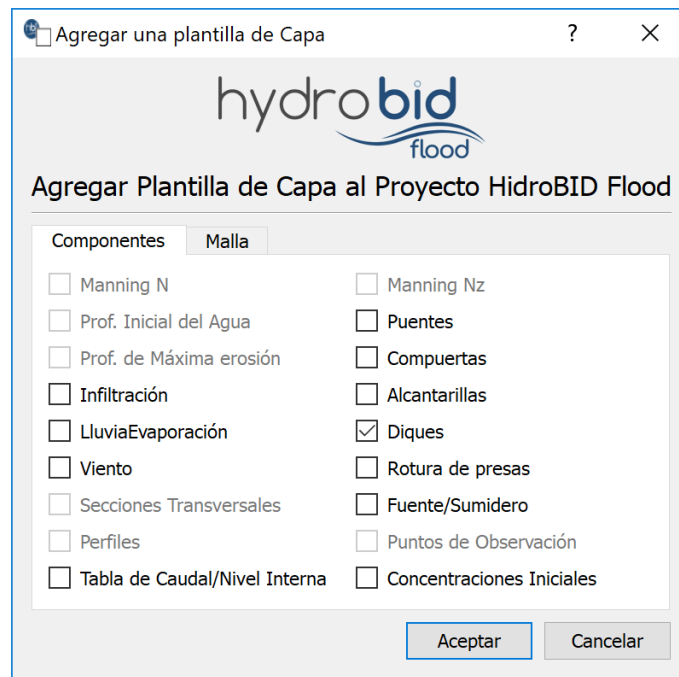 Agregar una plantilla de Capa ?
hydrobid
flood
Agregar Plantilla de Capa al Proyecto HidroBID Flood
Componentes Malla
Manning N Manning Nz
Prof. Inicial del Agua Puentes
Prof. de Máxima erosión Compuertas
Infiltración Alcantarillas
LluviaEvaporación Diques
Viento Rotura de presas
Secciones Transversales Fuente/Sumidero
Perfiles Puntos de Observación
Tabla de Caudal/Nivel Interna Concentraciones Iniciales
Aceptar Cancelar